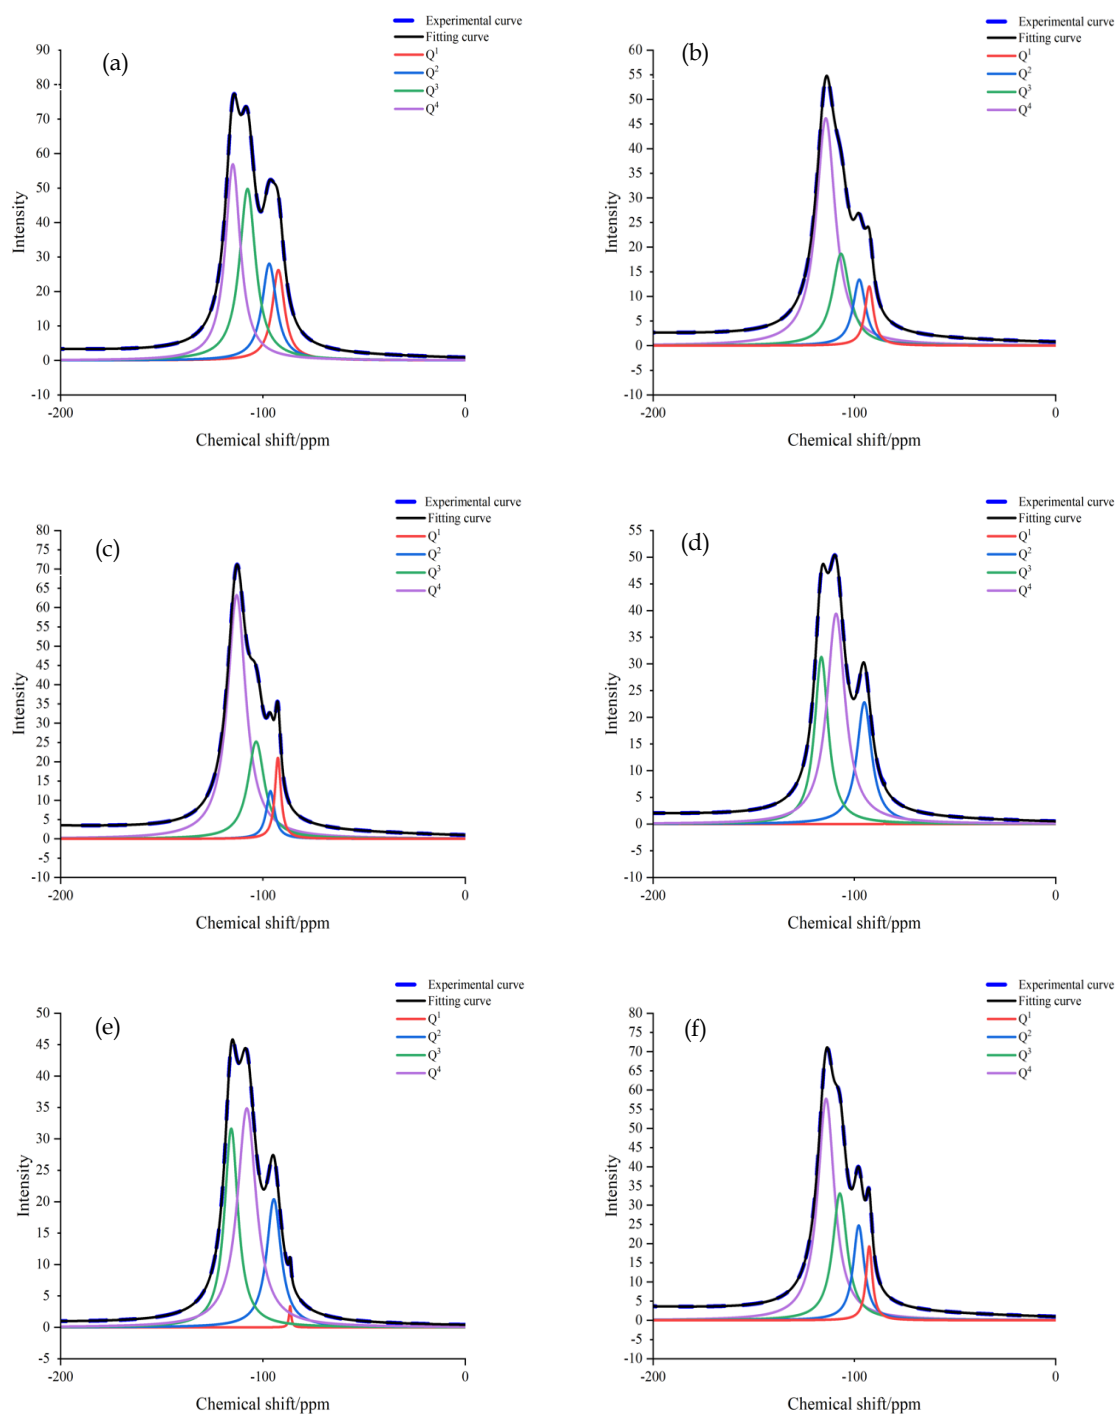 (a)
Experimental curve
Fitting curve
Q¹
Q²
Q³
Q⁴
90
80
70
60
50
40
30
20
10
0
-10
Intensity
-200
-100
0
Chemical shift/ppm
(b)
Experimental curve
Fitting curve
Q¹
Q²
Q³
Q⁴
60
55
50
45
40
35
30
25
20
15
10
5
0
-5
-10
Intensity
-200
-100
0
Chemical shift/ppm
(c)
Experimental curve
Fitting curve
Q¹
Q²
Q³
Q⁴
80
75
70
65
60
55
50
45
40
35
30
25
20
15
10
5
0
-5
-10
Intensity
-200
-100
0
Chemical shift/ppm
(d)
Experimental curve
Fitting curve
Q¹
Q²
Q³
Q⁴
55
50
45
40
35
30
25
20
15
10
5
0
-5
-10
Intensity
-200
-100
0
Chemical shift/ppm
(e)
Experimental curve
Fitting curve
Q¹
Q²
Q³
Q⁴
50
45
40
35
30
25
20
15
10
5
0
-5
Intensity
-200
-100
0
Chemical shift/ppm
(f)
Experimental curve
Fitting curve
Q¹
Q²
Q³
Q⁴
80
75
70
65
60
55
50
45
40
35
30
25
20
15
10
5
0
-5
-10
Intensity
-200
-100
0
Chemical shift/ppm